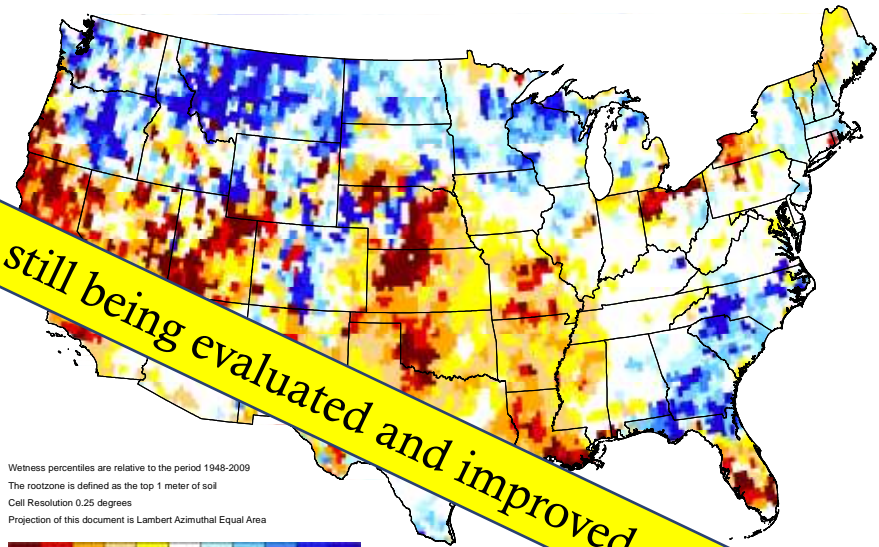 still being evaluated and improved
Wetness percentiles are relative to the period 1948-2009
The rootzone is defined as the top 1 meter of soil
Cell Resolution 0.25 degrees
Projection of this document is Lambert Azimuthal Equal Area